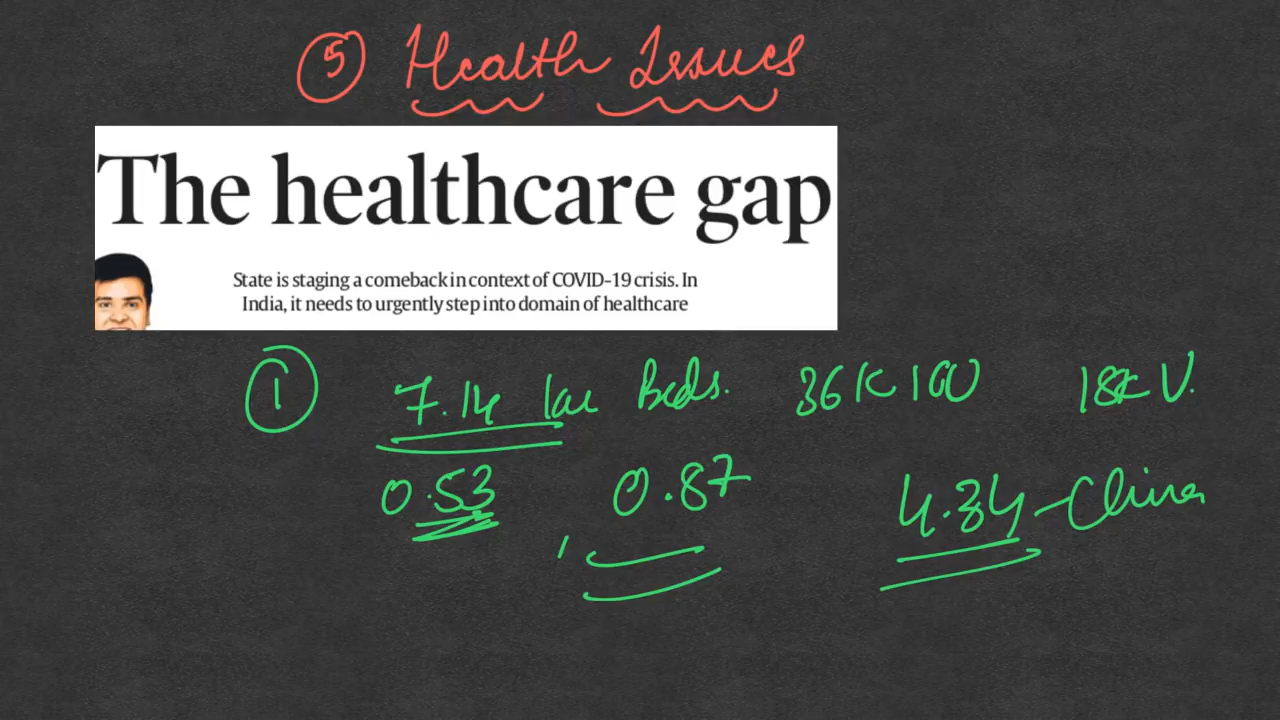 5 Health Issues
The healthcare gap
State is staging a comeback in context of COVID-19 crisis. In
India, it needs to urgently step into domain of healthcare
1 7.14 lac Beds. 36K ICU 18K V.
0.53 0.87 4.34 - China